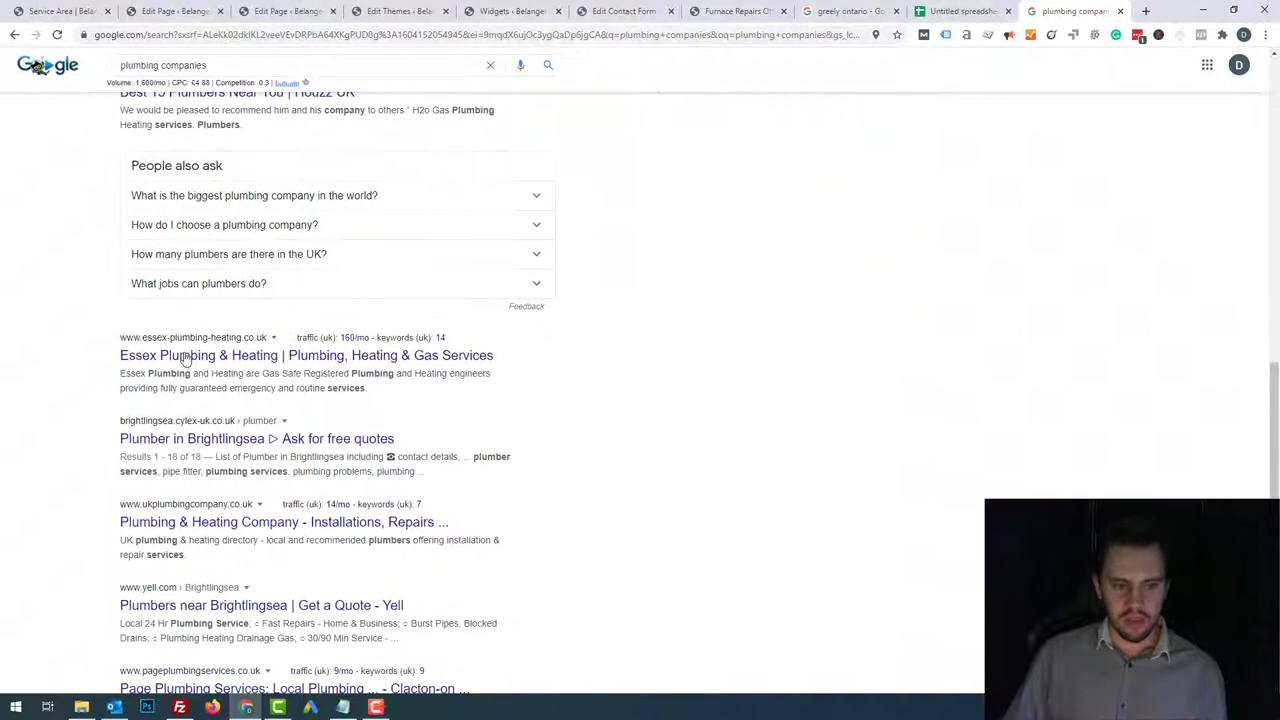 Service Area | Belan
Edit Page ‹ Belange
Edit Page ‹ Belange
Edit Themes ‹ Belan
Widgets ‹ Belanger
Edit Contact Form
Furnace Repairs Ott
greely ontario - Go
Untitled spreadshe
plumbing compan
google.com/search?
plumbing companies
D
Volume: 1,600/mo | CPC: £4.88 | Competition: 0.3 |
Best 15 Plumbers Near You | Houzz UK
We would be pleased to recommend him and his company to others." H2o Gas Plumbing
Heating services. Plumbers.
People also ask
What is the biggest plumbing company in the world?
How do I choose a plumbing company?
How many plumbers are there in the UK?
What jobs can plumbers do?
Feedback
www.essex-plumbing-heating.co.uk traffic (uk): 160/mo - keywords (uk): 14
Essex Plumbing & Heating | Plumbing, Heating & Gas Services
Essex Plumbing and Heating are Gas Safe Registered Plumbing and Heating engineers
providing fully guaranteed emergency and routine services.
brightlingsea.cylex-uk.co.uk › plumber
Plumber in Brightlingsea ▷ Ask for free quotes
Results 1 - 18 of 18 — List of Plumber in Brightlingsea including ☎ contact details, ... plumber
services, pipe fitter, plumbing services, plumbing problems, plumbing ...
www.ukplumbingcompany.co.uk traffic (uk): 14/mo - keywords (uk): 7
Plumbing & Heating Company - Installations, Repairs ...
UK plumbing & heating directory - local and recommended plumbers offering installation &
repair services.
www.yell.com › Brightlingsea
Plumbers near Brightlingsea | Get a Quote - Yell
Local 24 Hr Plumbing Service; ○ Fast Repairs - Home & Business; ○ Burst Pipes, Blocked
Drains; ○ Plumbing Heating Drainage Gas; ○ 30/90 Min Service - ...
www.pageplumbingservices.co.uk traffic (uk): 9/mo - keywords (uk): 9
Page Plumbing Services: Local Plumbing ... - Clacton-on ...